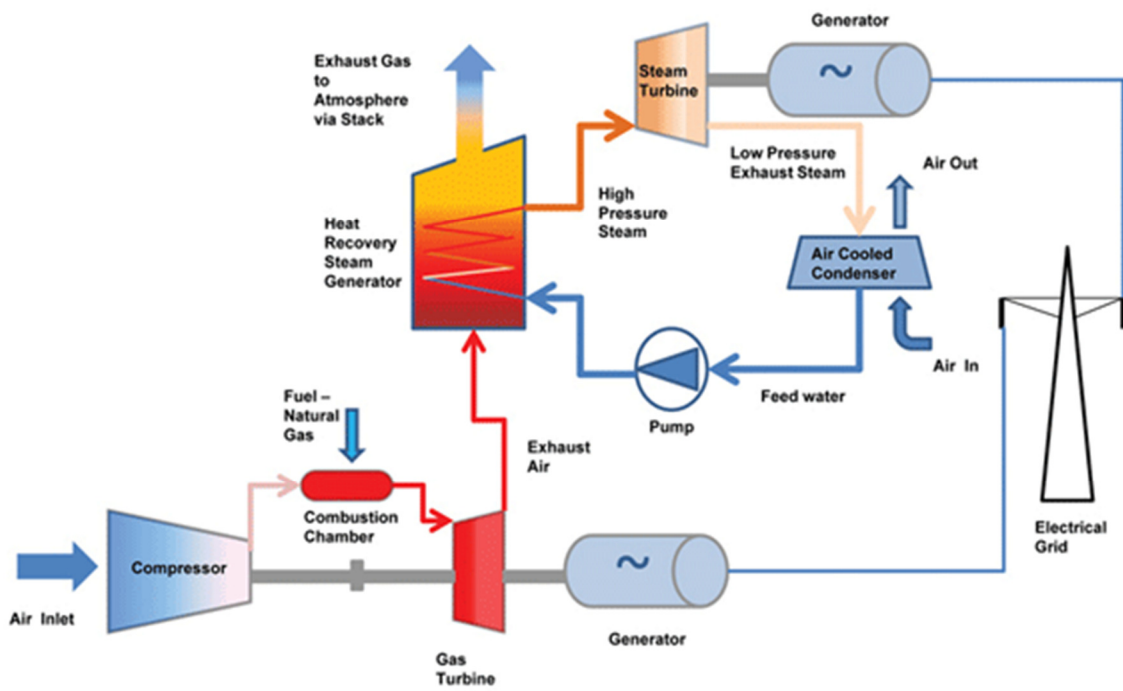 Generator
Exhaust Gas
to
Atmosphere
via Stack
Steam
Turbine
Low Pressure
Exhaust Steam
Air Out
High
Pressure
Steam
Heat
Recovery
Steam
Generator
Air Cooled
Condenser
Air In
Feed water
Pump
Fuel –
Natural
Gas
Exhaust
Air
Combustion
Chamber
Compressor
Air Inlet
Gas
Turbine
~
~
Generator
Electrical
Grid